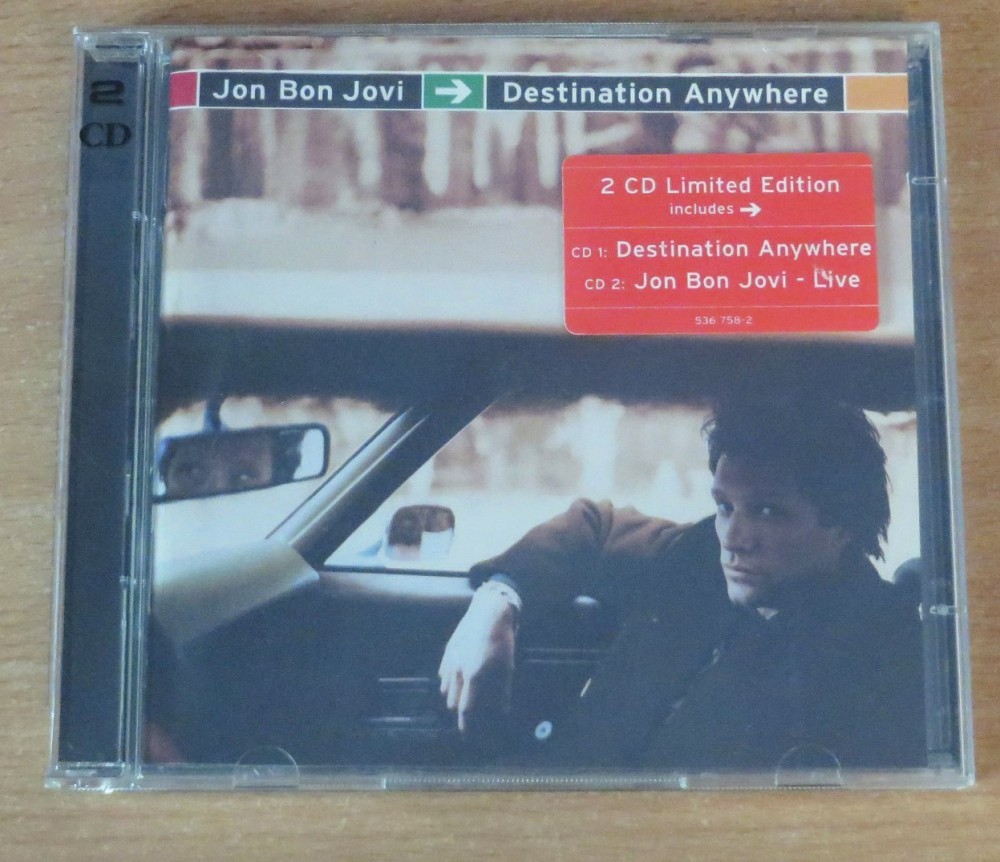 2
CD
Jon Bon Jovi → Destination Anywhere
2 CD Limited Edition
includes →
CD 1: Destination Anywhere
CD 2: Jon Bon Jovi - Live
536 758-2